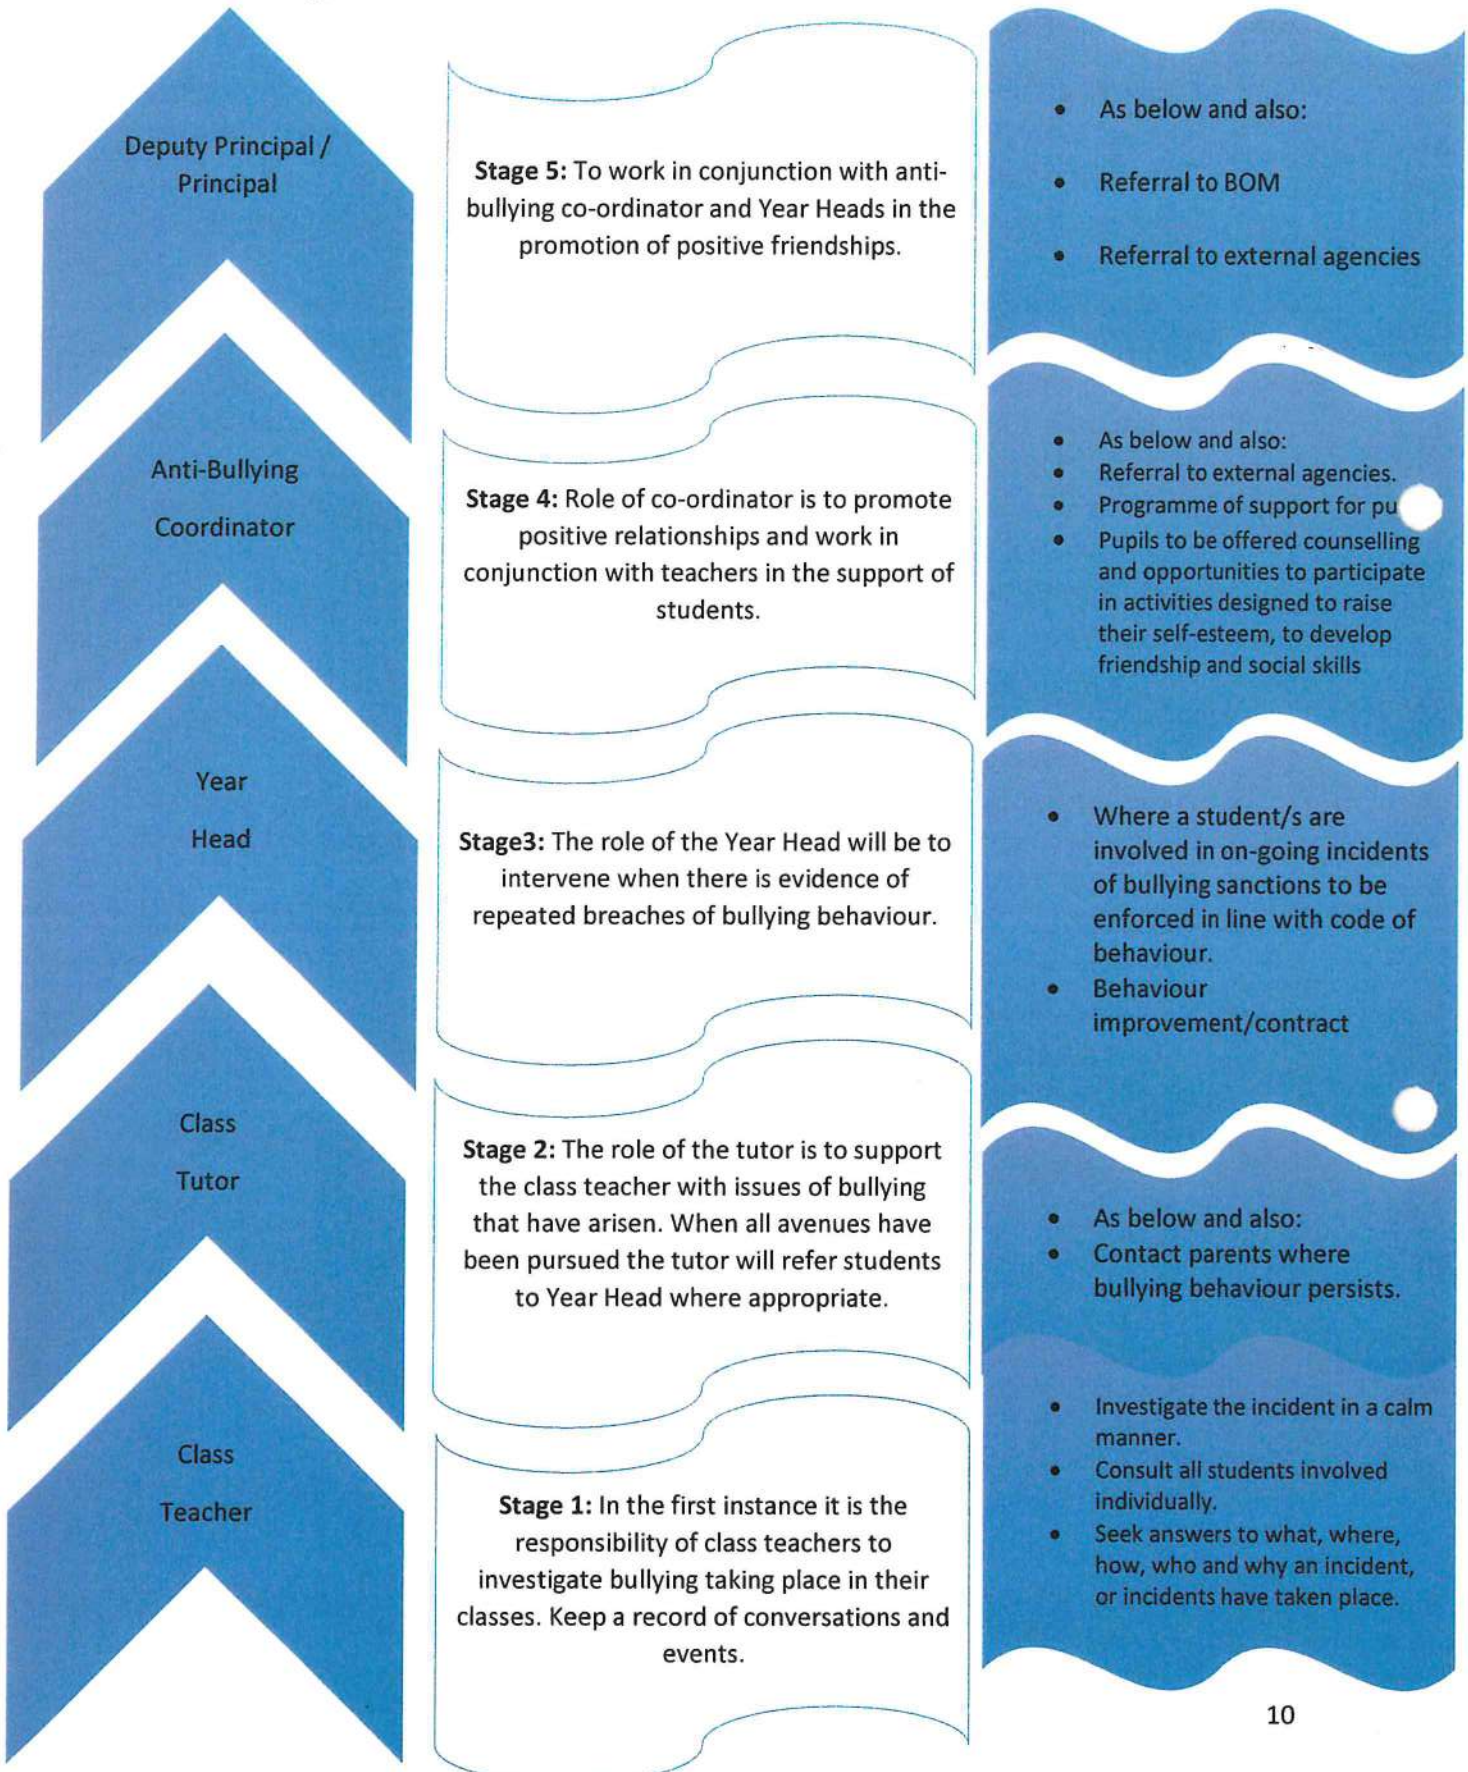 Deputy Principal /
Principal
Stage 5: To work in conjunction with anti-
bullying co-ordinator and Year Heads in the
promotion of positive friendships.
• As below and also:
• Referral to BOM
• Referral to external agencies
Anti-Bullying
Coordinator
Stage 4: Role of co-ordinator is to promote
positive relationships and work in
conjunction with teachers in the support of
students.
• As below and also:
• Referral to external agencies.
• Programme of support for pu
• Pupils to be offered counselling
and opportunities to participate
in activities designed to raise
their self-esteem, to develop
friendship and social skills
Year
Head
Stage3: The role of the Year Head will be to
intervene when there is evidence of
repeated breaches of bullying behaviour.
• Where a student/s are
involved in on-going incidents
of bullying sanctions to be
enforced in line with code of
behaviour.
• Behaviour
improvement/contract
Class
Tutor
Stage 2: The role of the tutor is to support
the class teacher with issues of bullying
that have arisen. When all avenues have
been pursued the tutor will refer students
to Year Head where appropriate.
• As below and also:
• Contact parents where
bullying behaviour persists.
Class
Teacher
Stage 1: In the first instance it is the
responsibility of class teachers to
investigate bullying taking place in their
classes. Keep a record of conversations and
events.
• Investigate the incident in a calm
manner.
• Consult all students involved
individually.
• Seek answers to what, where,
how, who and why an incident,
or incidents have taken place.
10